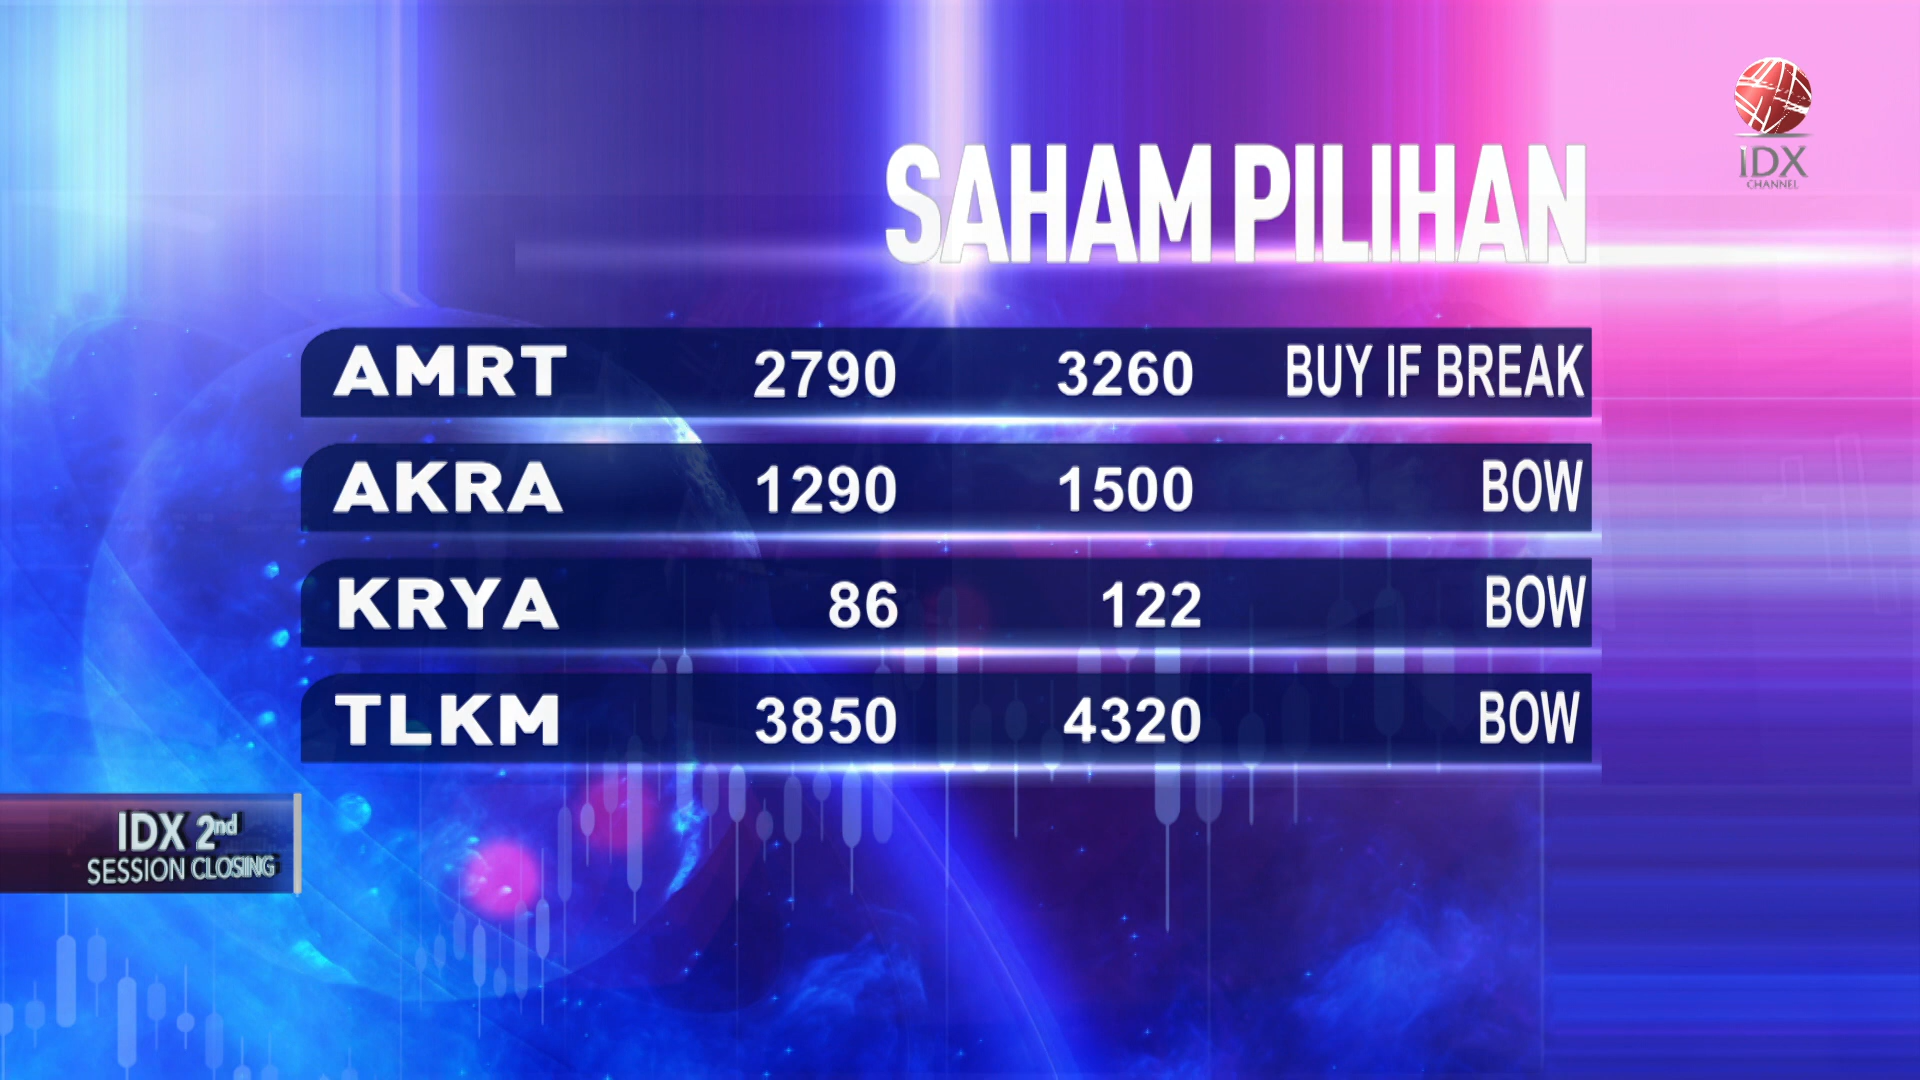 IDX
CHANNEL
SAHAM PILIHAN
AMRT 2790 3260 BUY IF BREAK
AKRA 1290 1500 BOW
KRYA 86 122 BOW
TLKM 3850 4320 BOW
IDX 2nd
SESSION CLOSING